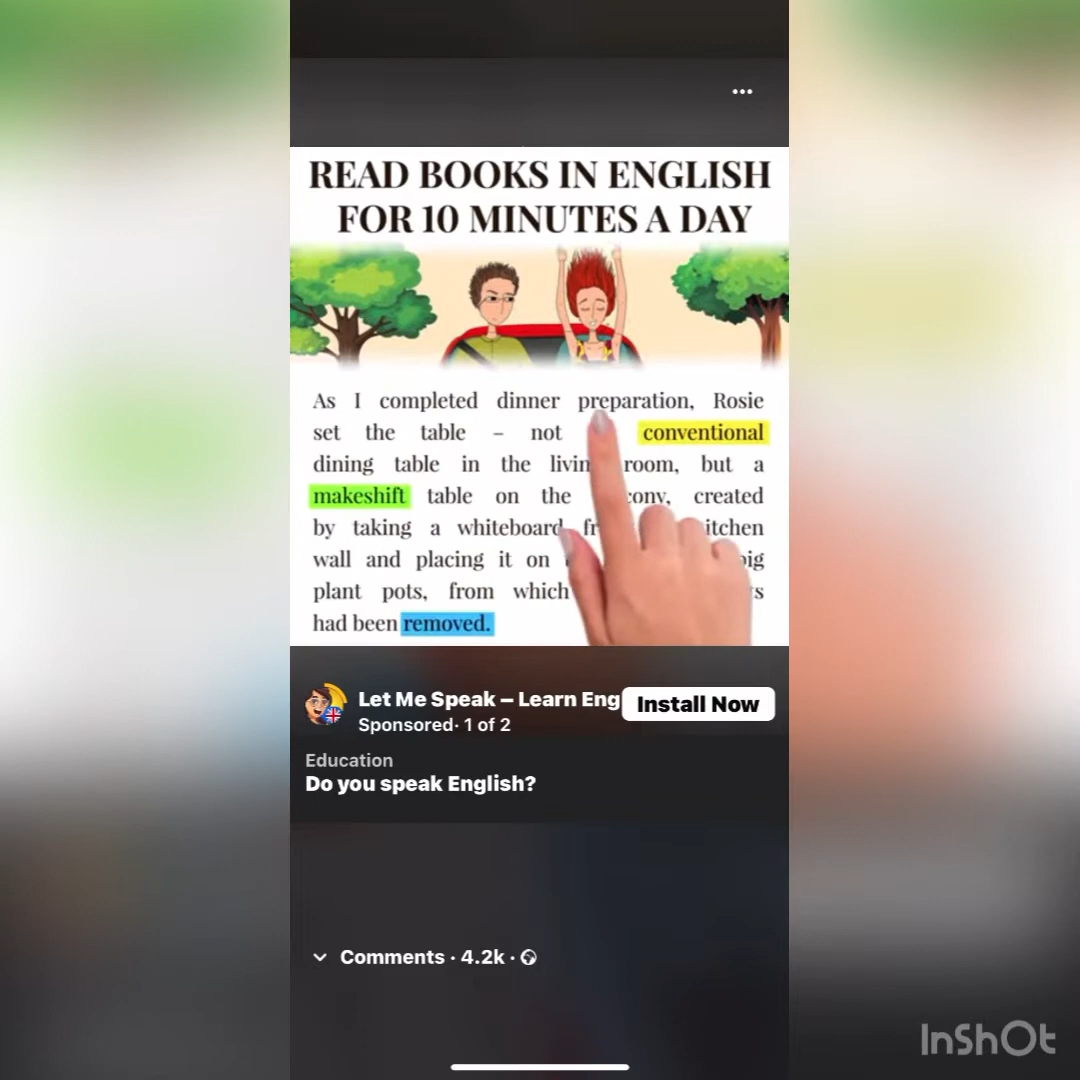 READ BOOKS IN ENGLISH
FOR 10 MINUTES A DAY
As I completed dinner preparation, Rosie
set the table – not conventional
dining table in the room, but a
makeshift table on the created
by taking a whiteboard
wall and placing it on
plant pots, from which
had been removed.
Let Me Speak – Learn Eng
Install Now
Sponsored · 1 of 2
Education
Do you speak English?
Comments · 4.2k ·
InShOt